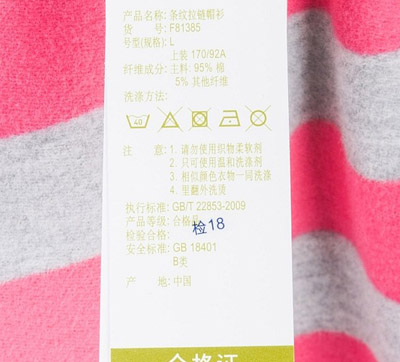 产品名称: 条纹拉链帽衫
货 号: F81385
号型(规格): L
上装 170/92A
纤维成分: 主料: 95% 棉
5% 其他纤维
洗涤方法:
40
注 意: 1. 请勿使用织物柔软剂
2. 只可使用温和洗涤剂
3. 相似颜色衣物一同洗涤
4. 里翻外洗烫
执行标准: GB/T 22853-2009
产品等级: 合格品
检18
检验合格:
安全标准: GB 18401
B类
产 地: 中国
合格证